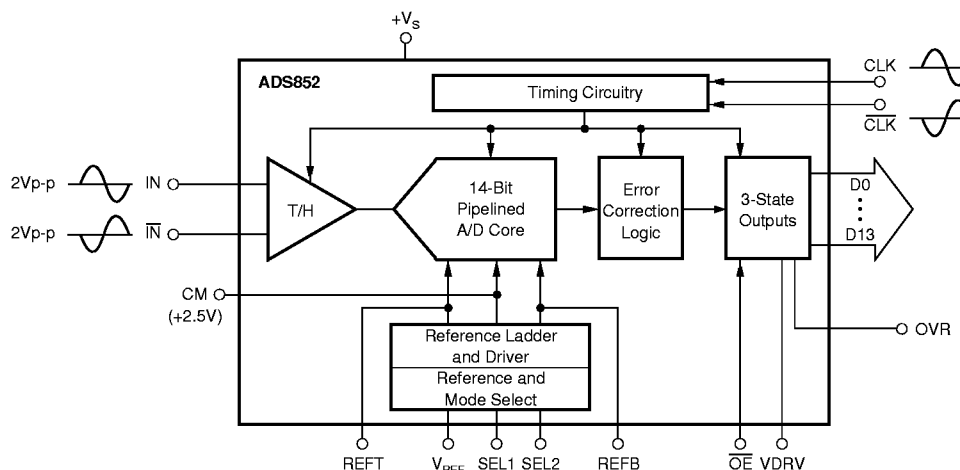 +VS
ADS852
Timing Circuitry
CLK
CLK
2Vp-p
IN
T/H
14-Bit
Pipelined
A/D Core
Error
Correction
Logic
3-State
Outputs
D0
D13
2Vp-p
IN
CM
(+2.5V)
Reference Ladder
and Driver
Reference and
Mode Select
OVR
REFT
VREF
SEL1
SEL2
REFB
OE
VDRV